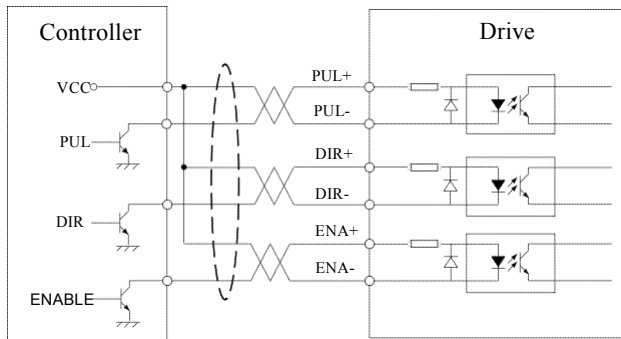 Controller
Drive
VCC
PUL+
PUL-
PUL
DIR+
DIR-
DIR
ENA+
ENA-
ENABLE